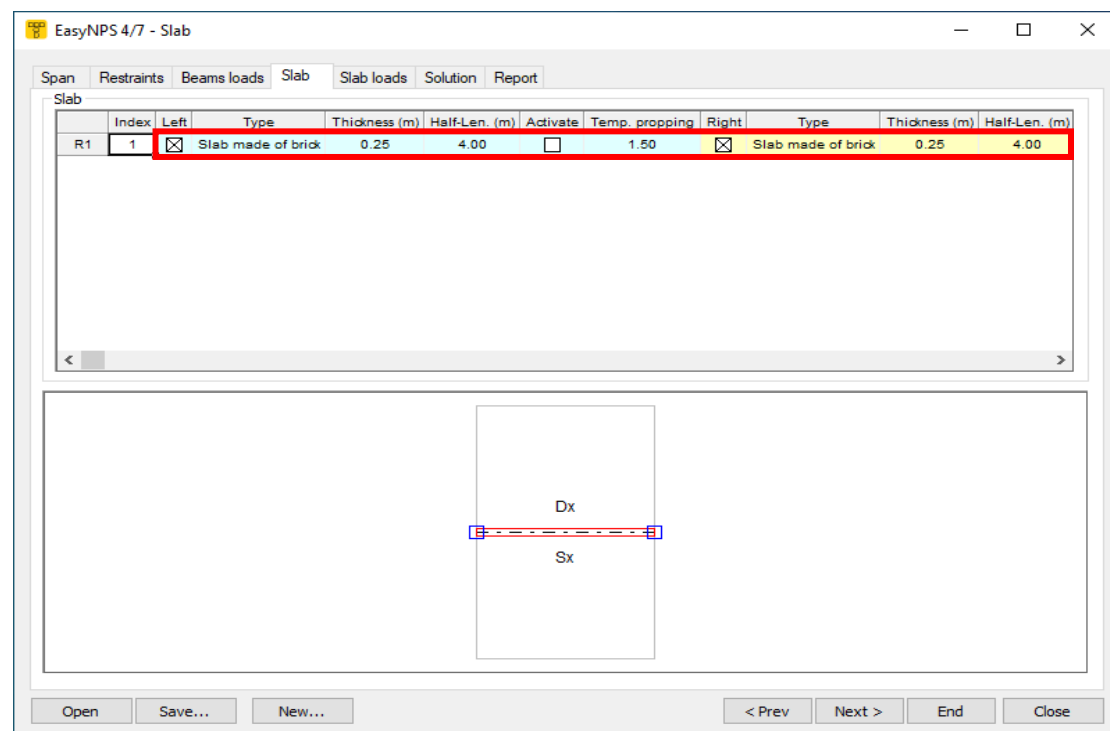 EasyNPS 4/7 - Slab
Span Restraints Beams loads Slab Slab loads Solution Report
Slab
Index Left Type Thickness (m) Half-Len. (m) Activate Temp. propping Right Type Thickness (m) Half-Len. (m)
R1 1 Slab made of brick 0.25 4.00 1.50 Slab made of brick 0.25 4.00
Dx
Sx
Open Save... New... < Prev Next > End Close